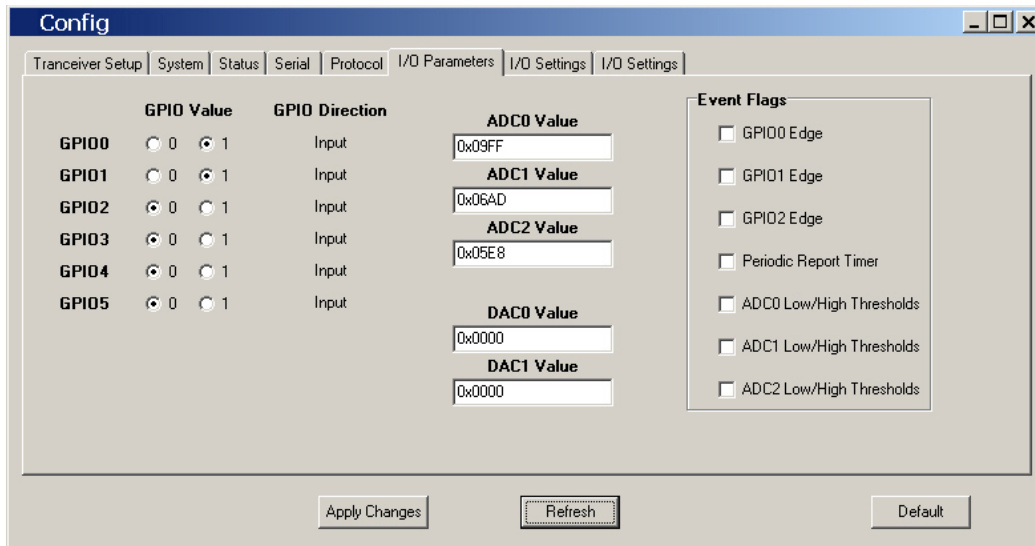 Config
Tranceiver Setup System Status Serial Protocol I/O Parameters I/O Settings I/O Settings
GPIO Value GPIO Direction
GPIO0 0 1 Input
GPIO1 0 1 Input
GPIO2 0 1 Input
GPIO3 0 1 Input
GPIO4 0 1 Input
GPIO5 0 1 Input
ADC0 Value
0x09FF
ADC1 Value
0x06AD
ADC2 Value
0x05E8
DAC0 Value
0x0000
DAC1 Value
0x0000
Event Flags
GPIO0 Edge
GPIO1 Edge
GPIO2 Edge
Periodic Report Timer
ADC0 Low/High Thresholds
ADC1 Low/High Thresholds
ADC2 Low/High Thresholds
Apply Changes Refresh Default